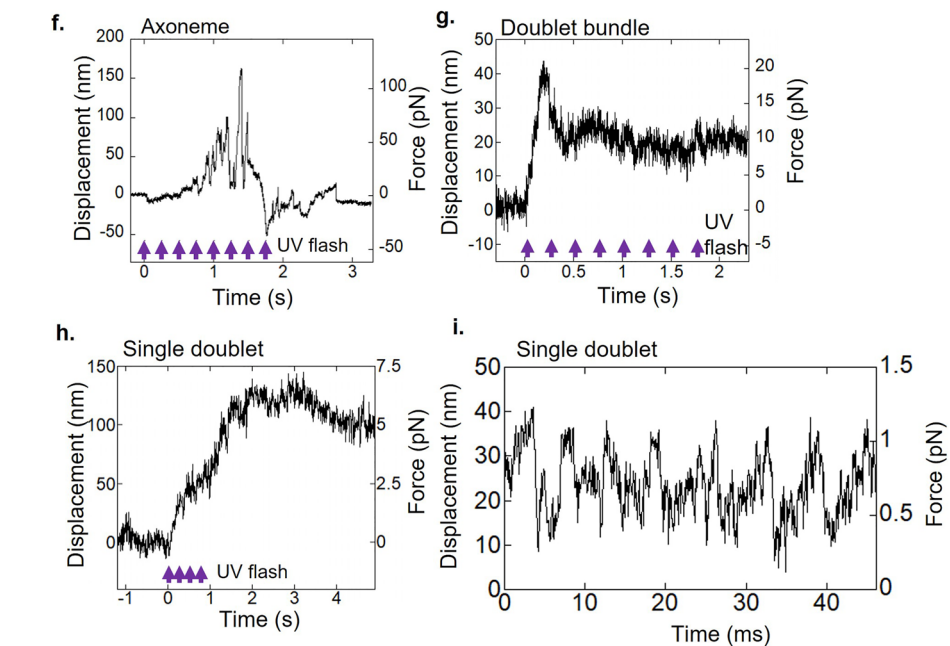 f.
Axoneme
Displacement (nm)
200
150
100
50
0
-50
Force (pN)
100
50
0
-50
UV flash
0 1 2 3
Time (s)
g.
Doublet bundle
Displacement (nm)
50
40
30
20
10
0
-10
Force (pN)
20
15
10
5
0
-5
UV
flash
0 0.5 1 1.5 2
Time (s)
h.
Single doublet
Displacement (nm)
150
100
50
0
Force (pN)
7.5
5
2.5
0
UV flash
-1 0 1 2 3 4
Time (s)
i.
Single doublet
Displacement (nm)
50
40
30
20
10
0
Force (pN)
1.5
1
0.5
0
0 10 20 30 40
Time (ms)